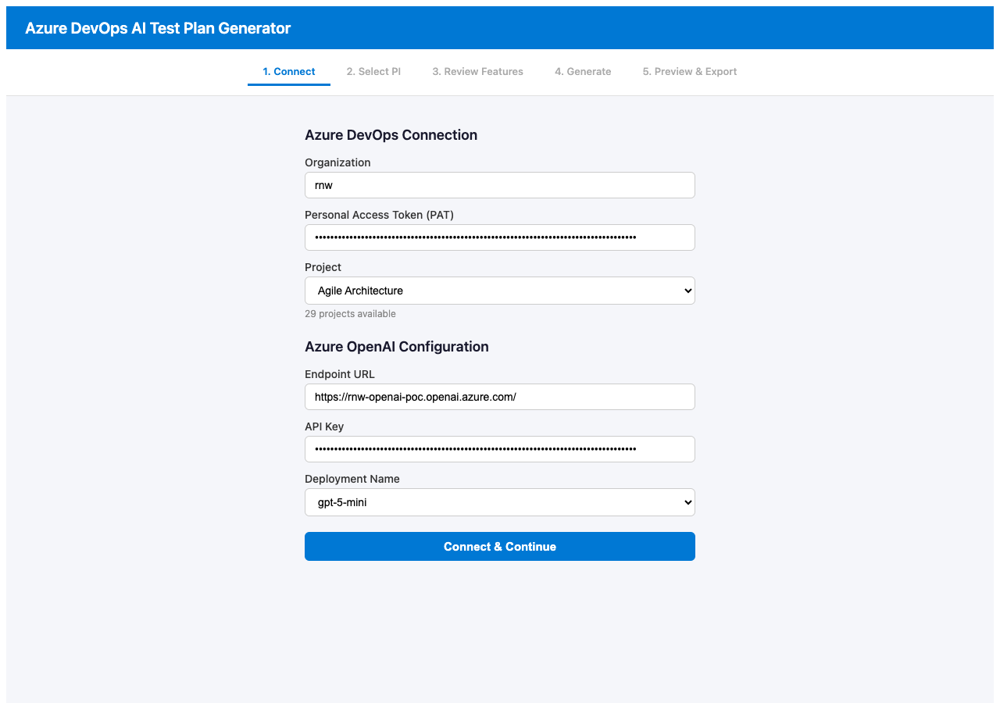 Azure DevOps AI Test Plan Generator
1. Connect
2. Select PI
3. Review Features
4. Generate
5. Preview & Export
Azure DevOps Connection
Organization
rnw
Personal Access Token (PAT)
Project
Agile Architecture
29 projects available
Azure OpenAI Configuration
Endpoint URL
https://rnw-openai-poc.openai.azure.com/
API Key
Deployment Name
gpt-5-mini
Connect & Continue